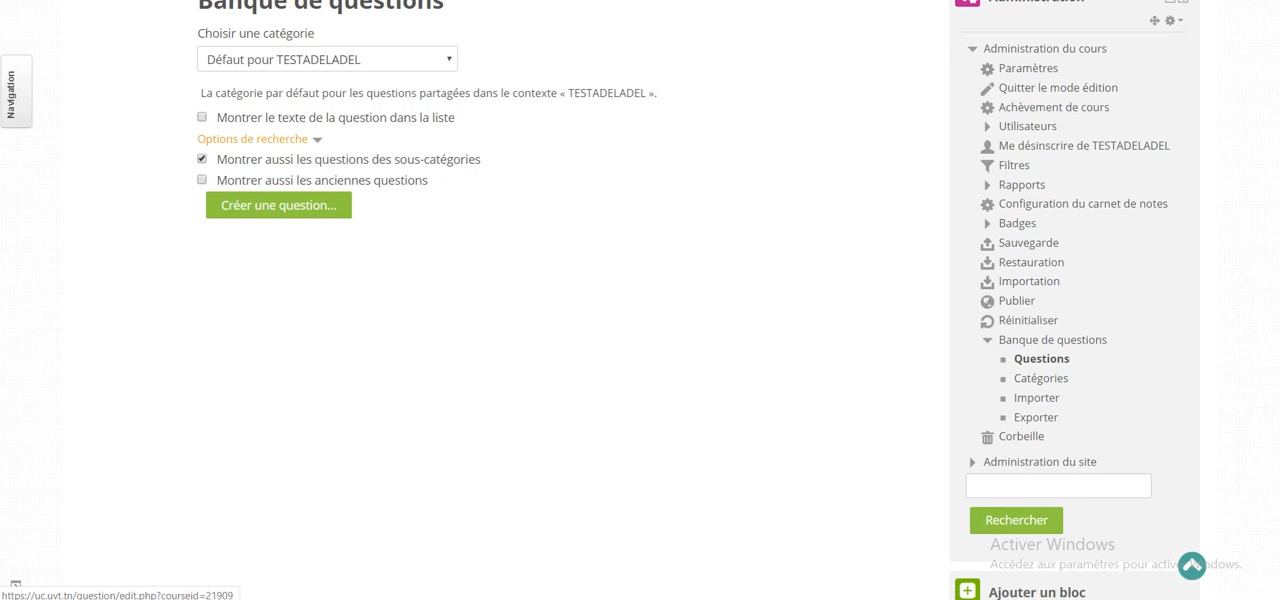 Banque de questions
Choisir une catégorie
Défaut pour TESTADELADEL
La catégorie par défaut pour les questions partagées dans le contexte « TESTADELADEL ».
Montrer le texte de la question dans la liste
Options de recherche
Montrer aussi les questions des sous-catégories
Montrer aussi les anciennes questions
Créer une question...
Navigation
Administration
Administration du cours
Paramètres
Quitter le mode édition
Achèvement de cours
Utilisateurs
Me désinscrire de TESTADELADEL
Filtres
Rapports
Configuration du carnet de notes
Badges
Sauvegarde
Restauration
Importation
Publier
Réinitialiser
Banque de questions
Questions
Catégories
Importer
Exporter
Corbeille
Administration du site
Rechercher
Activer Windows
Accédez aux paramètres pour activer Windows.
Ajouter un bloc
https://uc.uvt.tn/question/edit.php?courseid=21909